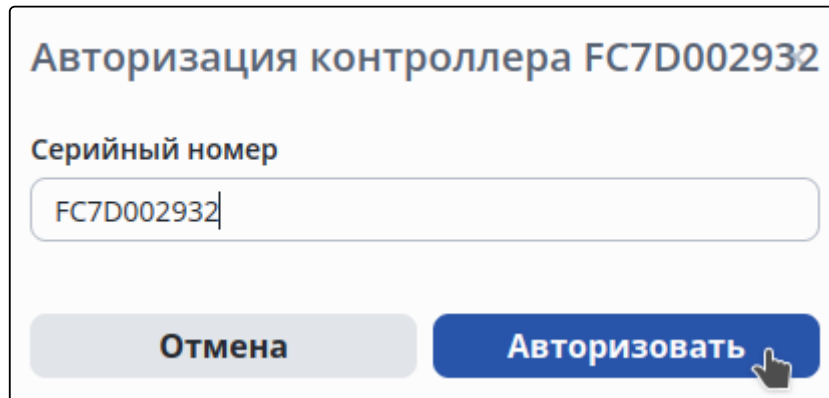 Авторизация контроллера FC7D002932
Серийный номер
FC7D002932
Отмена
Авторизовать